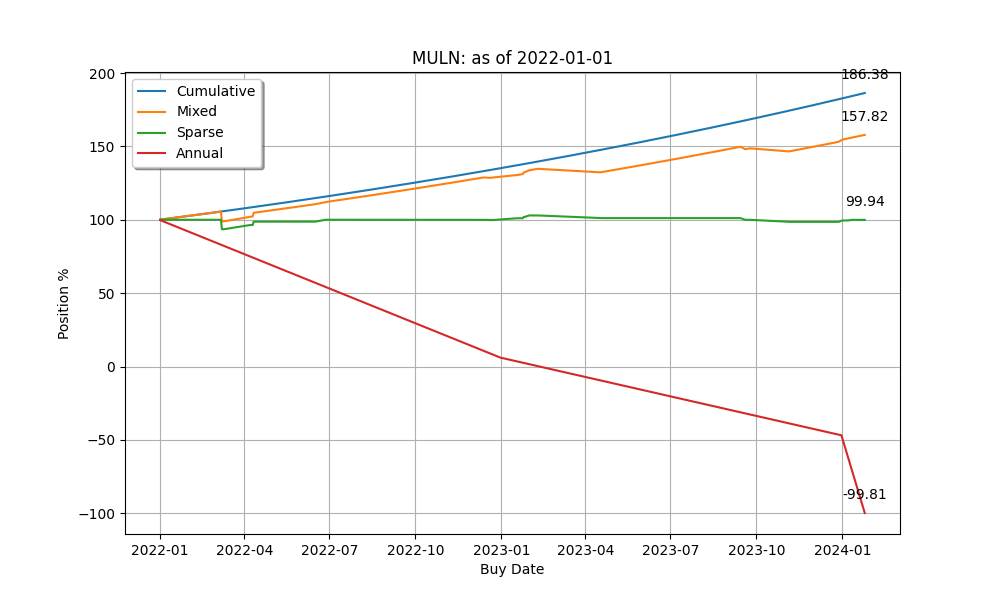 MULN: as of 2022-01-01
Cumulative
Mixed
Sparse
Annual
186.38
157.82
99.94
-99.81
200
150
100
50
0
−50
−100
Position %
2022-01 2022-04 2022-07 2022-10 2023-01 2023-04 2023-07 2023-10 2024-01
Buy Date